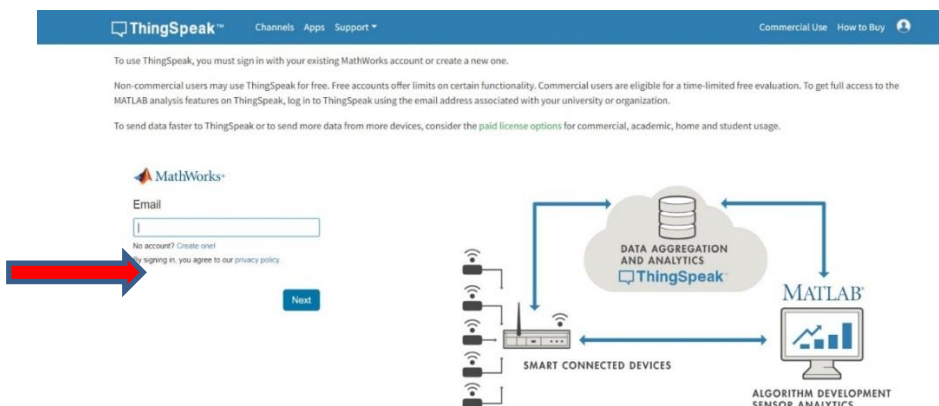 ThingSpeak™ Channels Apps Support Commercial Use How to Buy
To use ThingSpeak, you must sign in with your existing MathWorks account or create a new one.
Non-commercial users may use ThingSpeak for free. Free accounts offer limits on certain functionality. Commercial users are eligible for a time-limited free evaluation. To get full access to the
MATLAB analysis features on ThingSpeak, log in to ThingSpeak using the email address associated with your university or organization.
To send data faster to ThingSpeak or to send more data from more devices, consider the paid license options for commercial, academic, home and student usage.
MathWorks®
Email
No account? Create one!
By signing in, you agree to our privacy policy.
Next
DATA AGGREGATION
AND ANALYTICS
ThingSpeak™
MATLAB®
SMART CONNECTED DEVICES
ALGORITHM DEVELOPMENT
SENSOR ANALYTICS